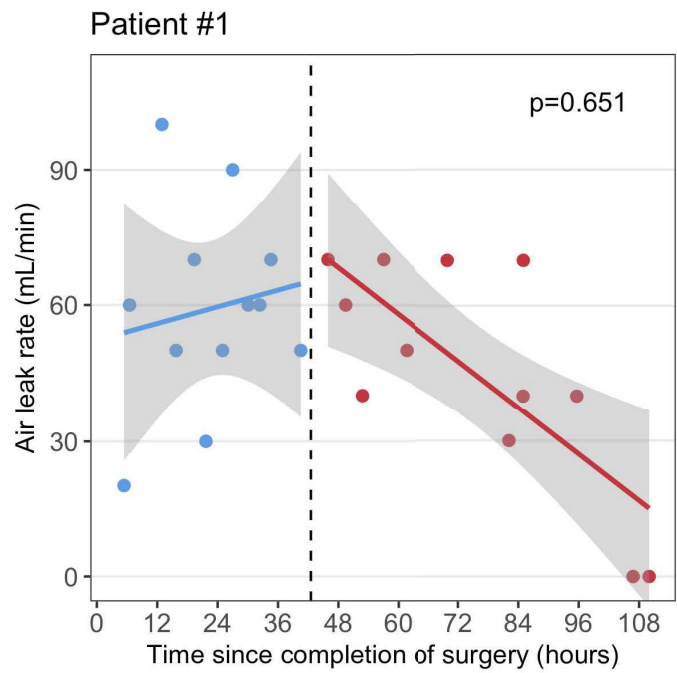 Patient #1
p=0.651
Air leak rate (mL/min)
90
60
30
0
0 12 24 36 48 60 72 84 96 108
Time since completion of surgery (hours)